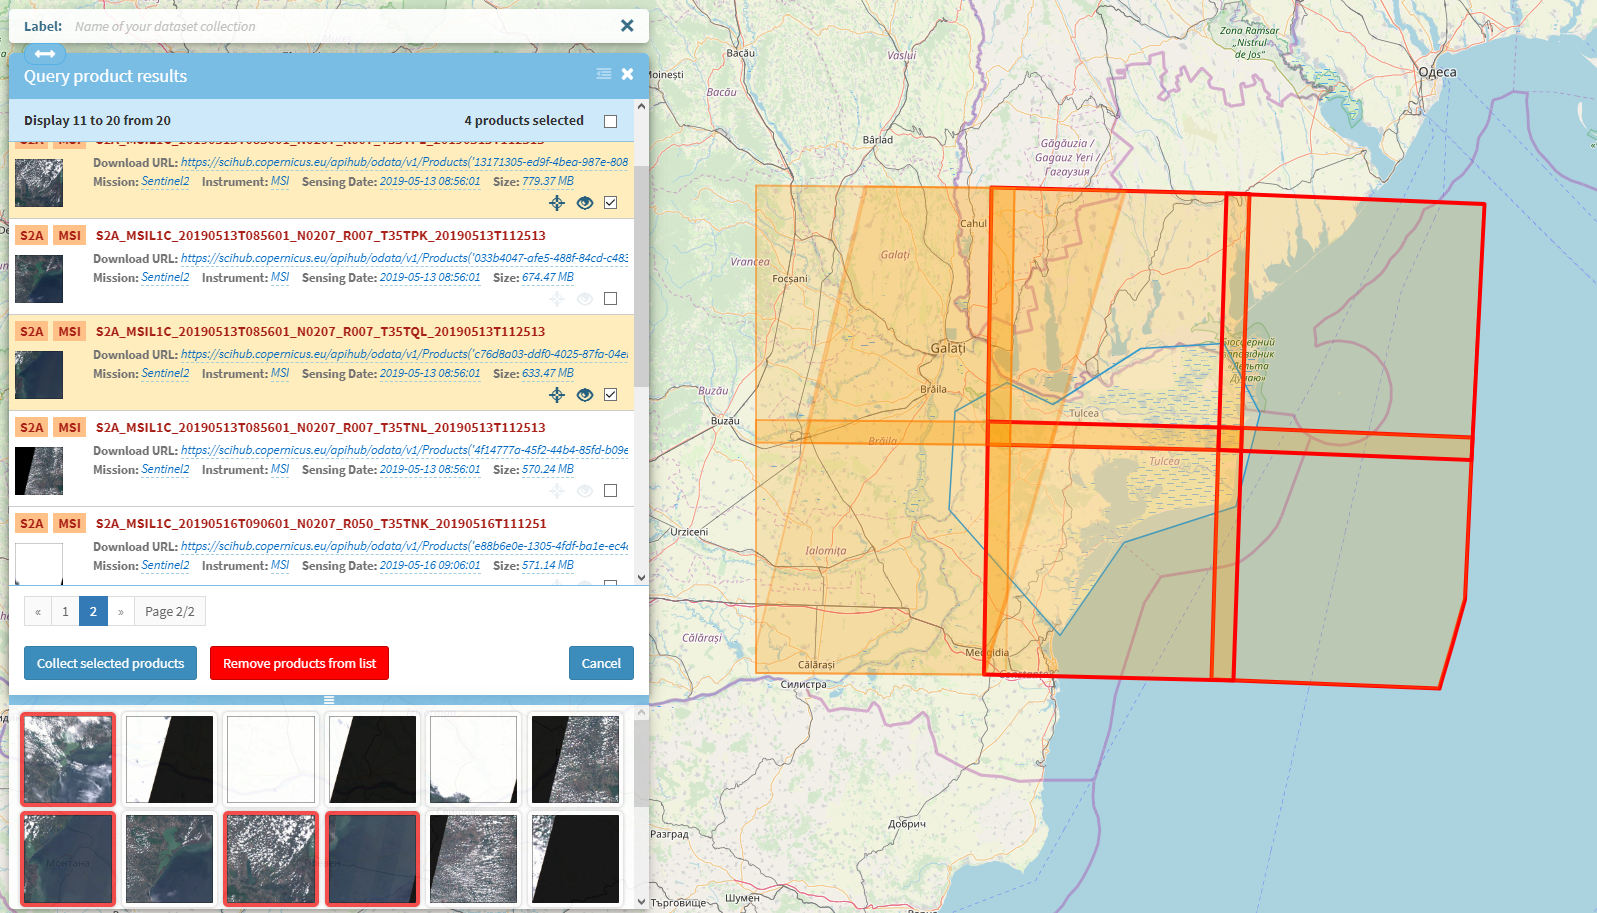 Label: Name of your dataset collection
Query product results
Display 11 to 20 from 20
4 products selected
Download URL: https://scihub.copernicus.eu/apihub/odata/v1/Products('13171305-ed9f-4bea-987e-808
Mission: Sentinel2 Instrument: MSI Sensing Date: 2019-05-13 08:56:01 Size: 779.37 MB
S2A MSI S2A_MSIL1C_20190513T085601_N0207_R007_T35TPK_20190513T112513
Download URL: https://scihub.copernicus.eu/apihub/odata/v1/Products('033b4047-afe5-488f-84cd-c483
Mission: Sentinel2 Instrument: MSI Sensing Date: 2019-05-13 08:56:01 Size: 674.47 MB
S2A MSI S2A_MSIL1C_20190513T085601_N0207_R007_T35TQL_20190513T112513
Download URL: https://scihub.copernicus.eu/apihub/odata/v1/Products('c76d8a03-ddf0-4025-87fa-04e
Mission: Sentinel2 Instrument: MSI Sensing Date: 2019-05-13 08:56:01 Size: 633.47 MB
S2A MSI S2A_MSIL1C_20190513T085601_N0207_R007_T35TNL_20190513T112513
Download URL: https://scihub.copernicus.eu/apihub/odata/v1/Products('4f14777a-45f2-44b4-85fd-b09e
Mission: Sentinel2 Instrument: MSI Sensing Date: 2019-05-13 08:56:01 Size: 570.24 MB
S2A MSI S2A_MSIL1C_20190516T090601_N0207_R050_T35TNK_20190516T111251
Download URL: https://scihub.copernicus.eu/apihub/odata/v1/Products('e88b6e0e-1305-4fdf-ba1e-ec4
Mission: Sentinel2 Instrument: MSI Sensing Date: 2019-05-16 09:06:01 Size: 571.14 MB
« 1 2 » Page 2/2
Collect selected products
Remove products from list
Cancel
Bacău
Vaslui
Zona Ramsar
„Nistrul
de Jos”
Одеса
Moinești
Bacău
Bârlad
Găgăuzia /
Gagauz Yeri /
Гагаузия
Cahul
Vrancea
Galați
Focșani
Galați
Біосферний
заповідник
«Дельта
Дунаю»
Buzău
Brăila
Buzău
Tulcea
Brăila
Tulcea
Urziceni
Ialomița
Călărași
Călărași
Medgidia
Constanța
Силистра
Разград
Добрич
Търговище
Шумен
Варна